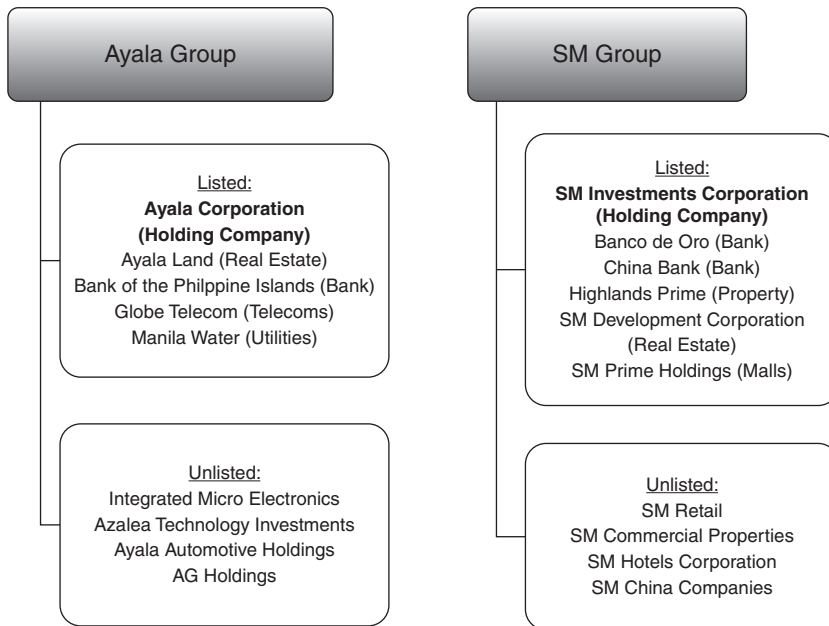 Ayala Group
Listed:
Ayala Corporation
(Holding Company)
Ayala Land (Real Estate)
Bank of the Philppine Islands (Bank)
Globe Telecom (Telecoms)
Manila Water (Utilities)
Unlisted:
Integrated Micro Electronics
Azalea Technology Investments
Ayala Automotive Holdings
AG Holdings
SM Group
Listed:
SM Investments Corporation
(Holding Company)
Banco de Oro (Bank)
China Bank (Bank)
Highlands Prime (Property)
SM Development Corporation
(Real Estate)
SM Prime Holdings (Malls)
Unlisted:
SM Retail
SM Commercial Properties
SM Hotels Corporation
SM China Companies